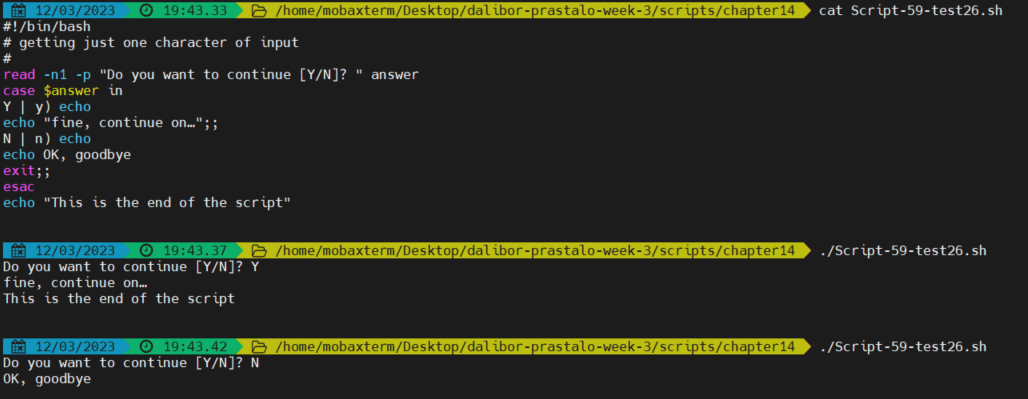 12/03/2023 19:43.33 /home/mobaxterm/Desktop/dalibor-prastalo-week-3/scripts/chapter14 cat Script-59-test26.sh
#!/bin/bash
# getting just one character of input
#
read -n1 -p "Do you want to continue [Y/N]? " answer
case $answer in
Y | y) echo
echo "fine, continue on…";;
N | n) echo
echo OK, goodbye
exit;;
esac
echo "This is the end of the script"
12/03/2023 19:43.37 /home/mobaxterm/Desktop/dalibor-prastalo-week-3/scripts/chapter14 ./Script-59-test26.sh
Do you want to continue [Y/N]? Y
fine, continue on…
This is the end of the script
12/03/2023 19:43.42 /home/mobaxterm/Desktop/dalibor-prastalo-week-3/scripts/chapter14 ./Script-59-test26.sh
Do you want to continue [Y/N]? N
OK, goodbye